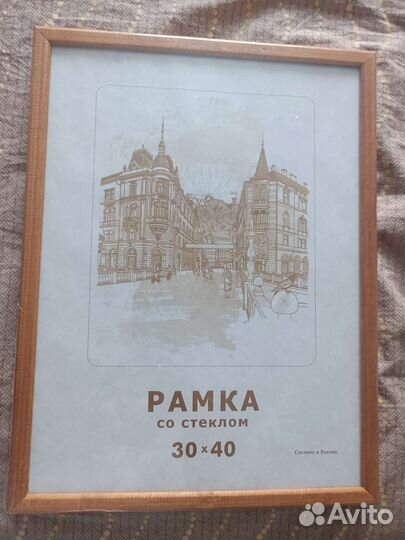 РАМКА
со стеклом
30 х 40
Сделано в России
Avito